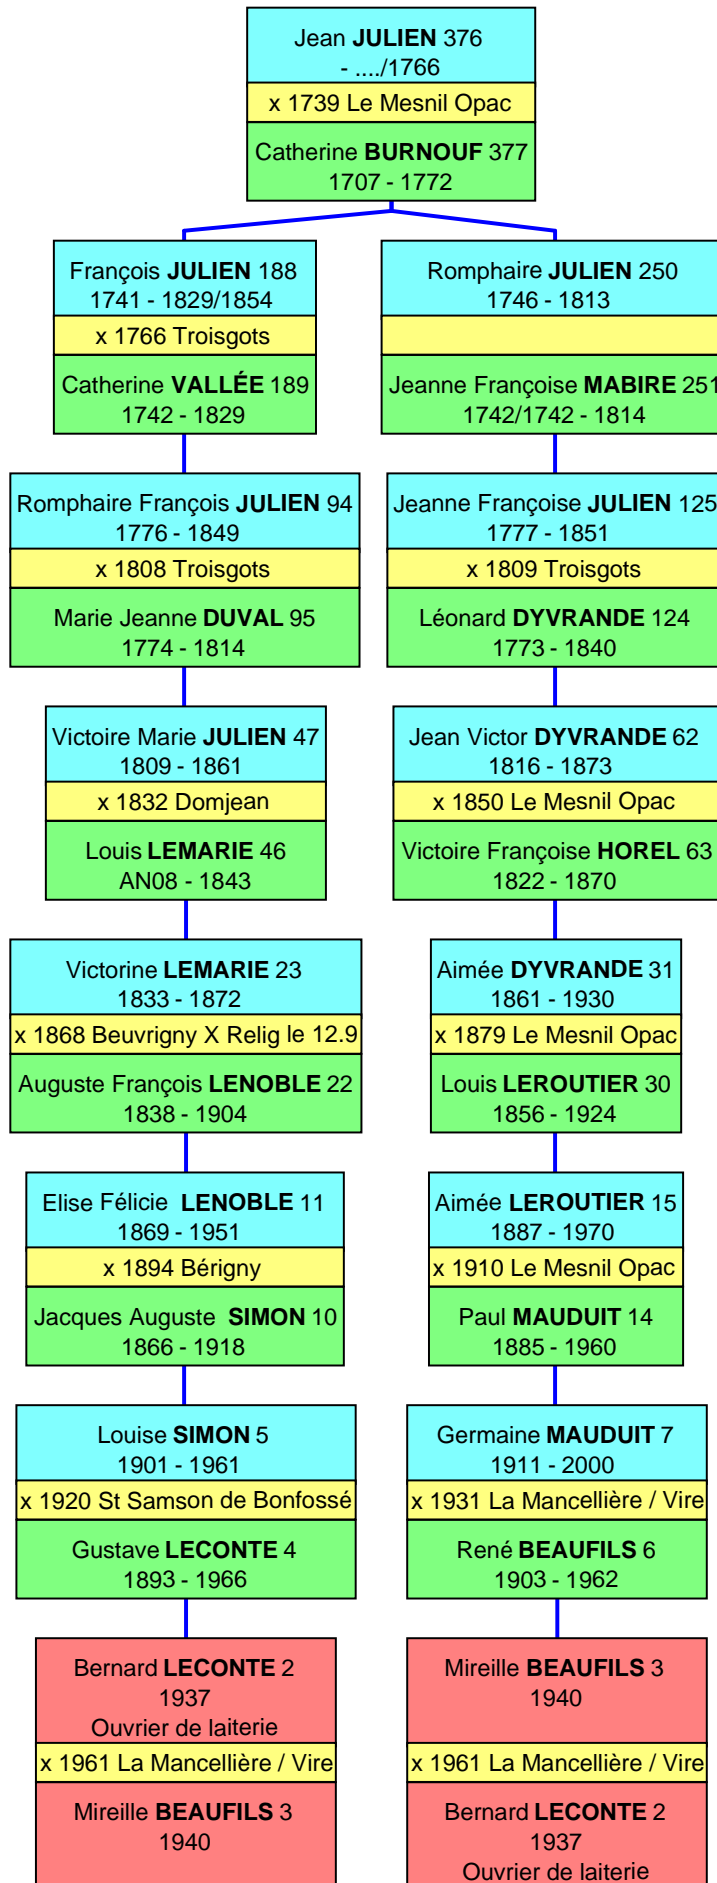 Jean JULIEN 376
- ..../1766
x 1739 Le Mesnil Opac
Catherine BURNOUF 377
1707 - 1772
François JULIEN 188
1741 - 1829/1854
x 1766 Troisgots
Catherine VALLÉE 189
1742 - 1829
Romphaire JULIEN 250
1746 - 1813
Jeanne Françoise MABIRE 251
1742/1742 - 1814
Romphaire François JULIEN 94
1776 - 1849
x 1808 Troisgots
Marie Jeanne DUVAL 95
1774 - 1814
Jeanne Françoise JULIEN 125
1777 - 1851
x 1809 Troisgots
Léonard DYVRANDE 124
1773 - 1840
Victoire Marie JULIEN 47
1809 - 1861
x 1832 Domjean
Louis LEMARIE 46
AN08 - 1843
Jean Victor DYVRANDE 62
1816 - 1873
x 1850 Le Mesnil Opac
Victoire Françoise HOREL 63
1822 - 1870
Victorine LEMARIE 23
1833 - 1872
x 1868 Beuvrigny X Relig le 12.9
Auguste François LENOBLE 22
1838 - 1904
Aimée DYVRANDE 31
1861 - 1930
x 1879 Le Mesnil Opac
Louis LEROUTIER 30
1856 - 1924
Elise Félicie LENOBLE 11
1869 - 1951
x 1894 Bérigny
Jacques Auguste SIMON 10
1866 - 1918
Aimée LEROUTIER 15
1887 - 1970
x 1910 Le Mesnil Opac
Paul MAUDUIT 14
1885 - 1960
Louise SIMON 5
1901 - 1961
x 1920 St Samson de Bonfossé
Gustave LECONTE 4
1893 - 1966
Germaine MAUDUIT 7
1911 - 2000
x 1931 La Mancellière / Vire
René BEAUFILS 6
1903 - 1962
Bernard LECONTE 2
1937
Ouvrier de laiterie
x 1961 La Mancellière / Vire
Mireille BEAUFILS 3
1940
Mireille BEAUFILS 3
1940
x 1961 La Mancellière / Vire
Bernard LECONTE 2
1937
Ouvrier de laiterie